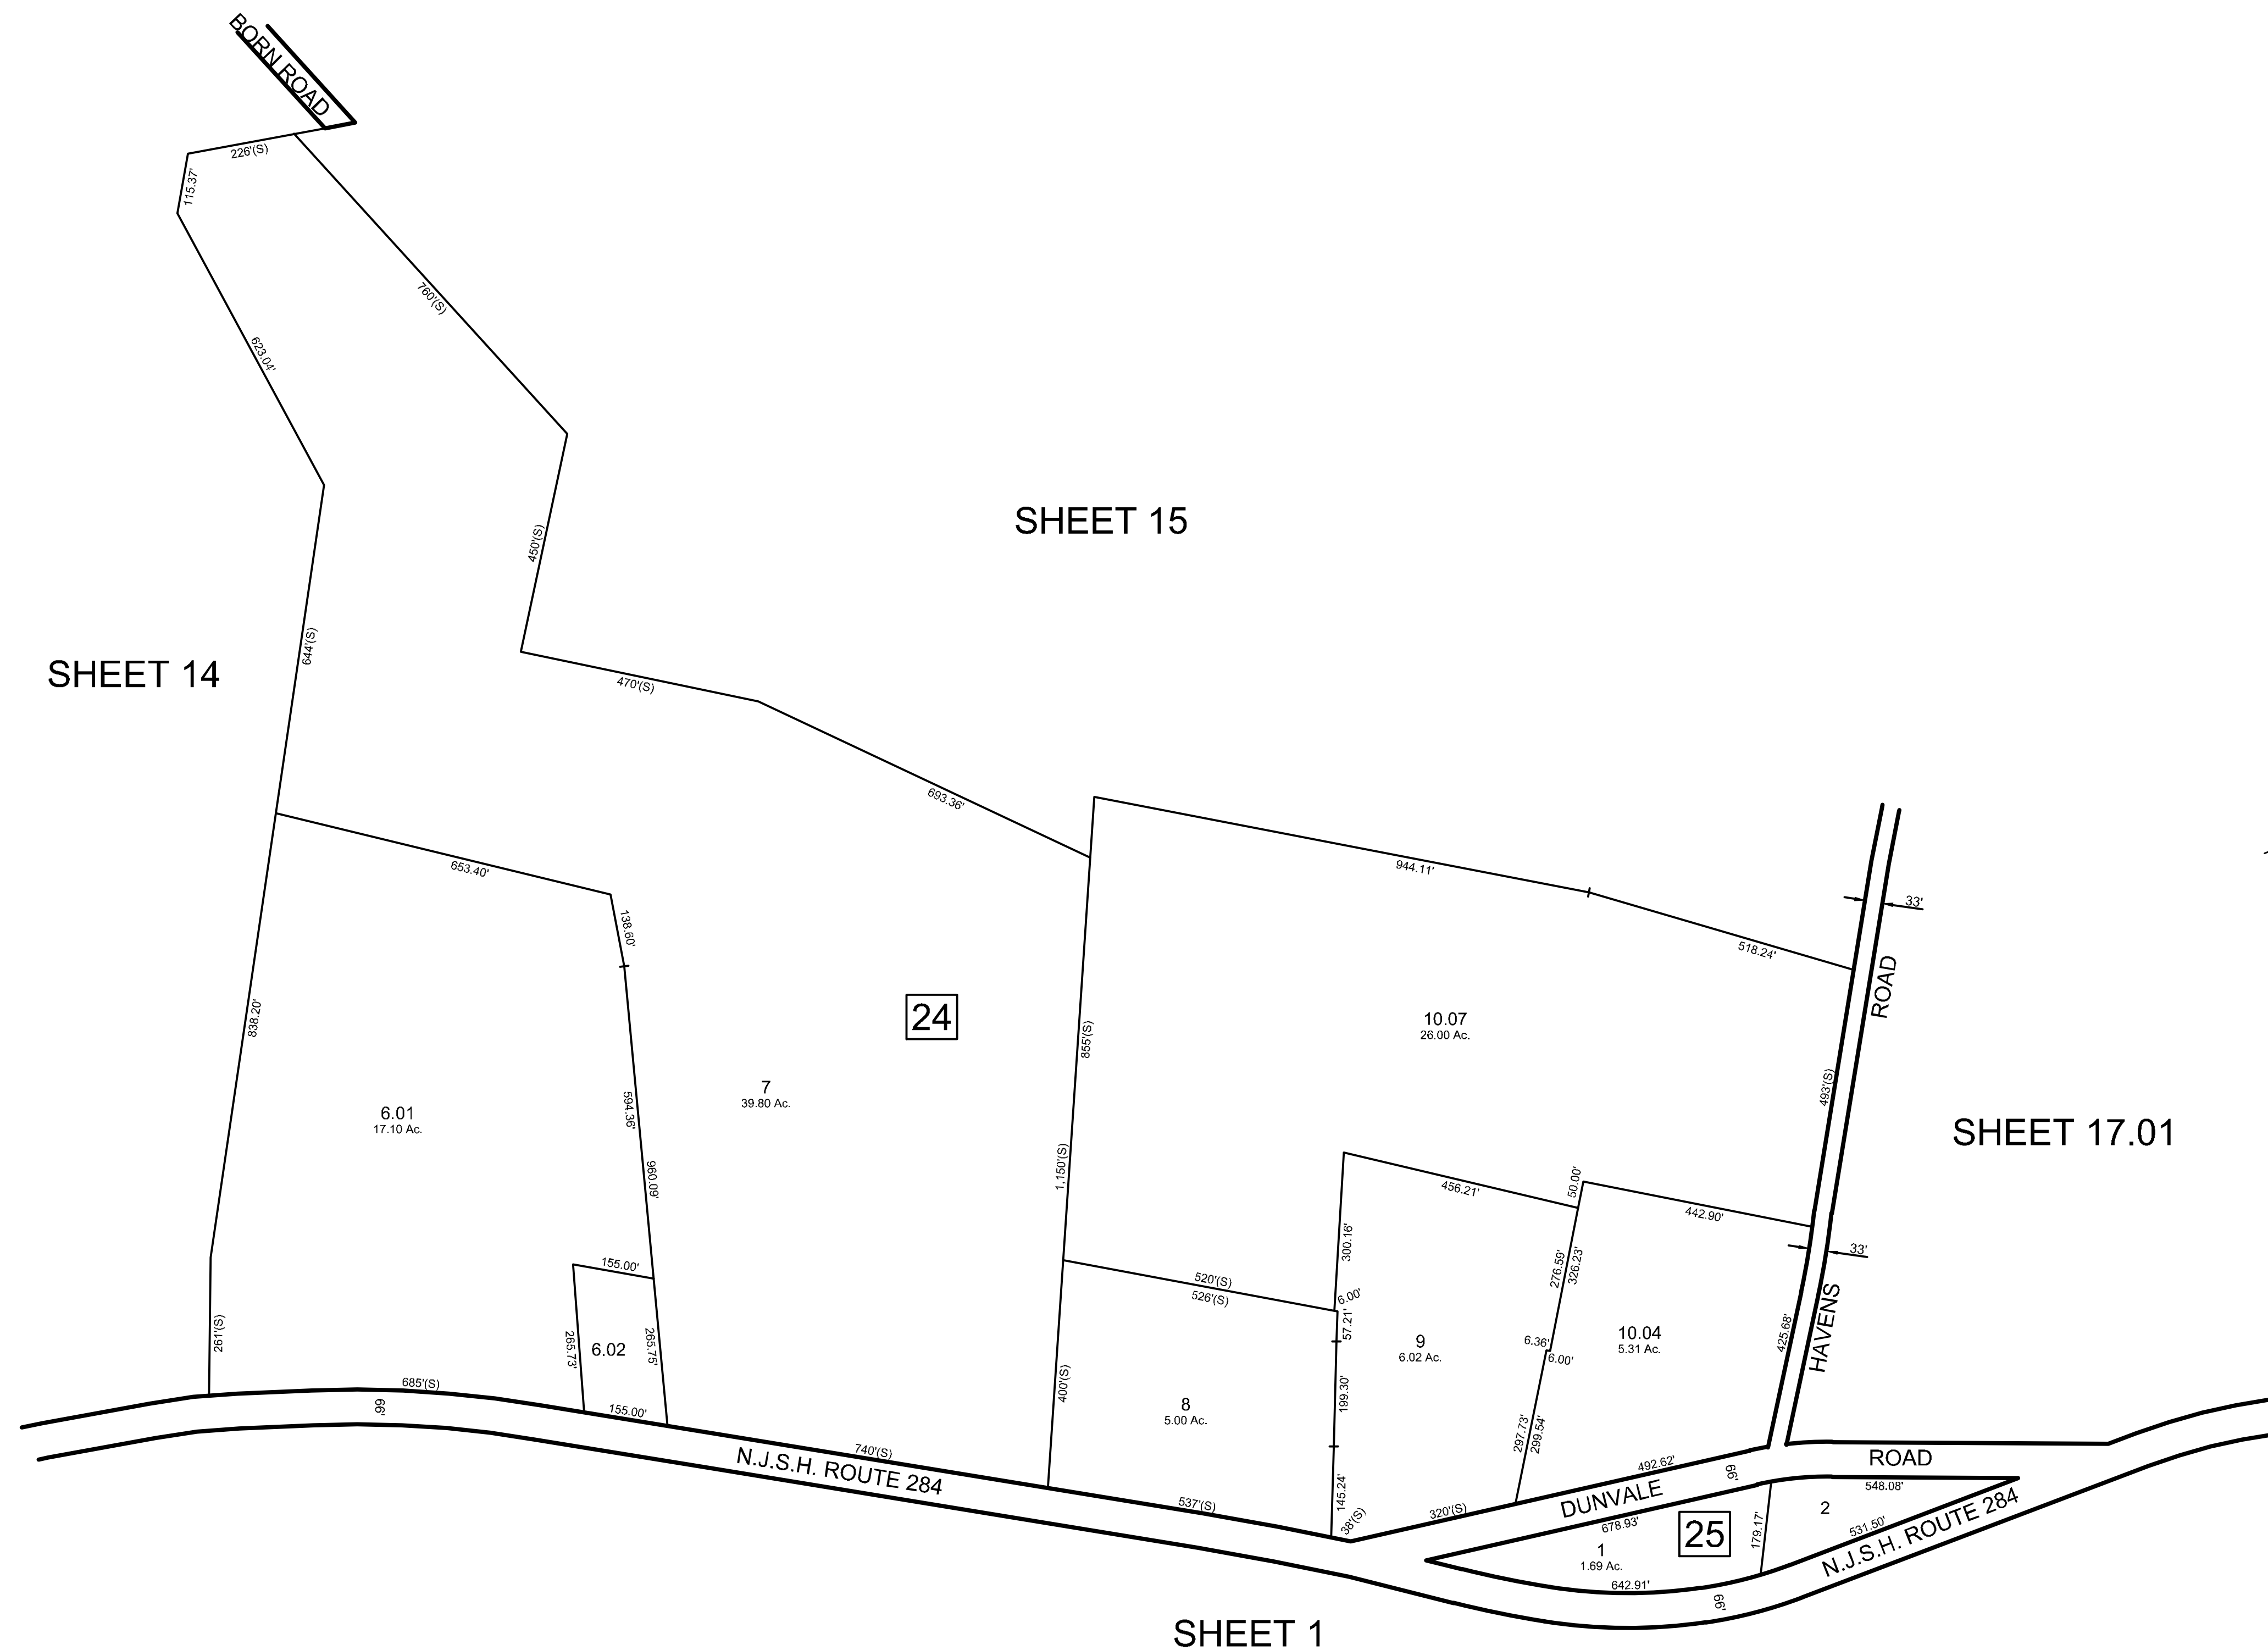 BORN ROAD
226'(S)
115.37'
760'(S)
623.04'
SHEET 15
450'(S)
644'(S)
SHEET 14
470'(S)
693.36'
653.40'
944.11'
33'
138.60'
518.24'
ROAD
24
838.20'
10.07
26.00 Ac.
855'(S)
7
39.80 Ac.
493'(S)
6.01
17.10 Ac.
594.36'
SHEET 17.01
960.09'
1,150'(S)
456.21'
50.00'
442.90'
300.16'
33'
155.00'
520'(S)
276.59'
326.23'
526'(S)
6.00'
HAVENS
261'(S)
57.21'
265.73'
6.02
265.75'
9
6.02 Ac.
6.36'
6.00'
10.04
5.31 Ac.
425.68'
685'(S)
400'(S)
199.30'
8
5.00 Ac.
66'
155.00'
297.73'
299.54'
740'(S)
N.J.S.H. ROUTE 284
492.62'
66'
ROAD
145.24'
537'(S)
38'(S)
320'(S)
DUNVALE
548.08'
678.93'
25
179.17'
2
531.50'
N.J.S.H. ROUTE 284
1
1.69 Ac.
642.91'
66'
SHEET 1